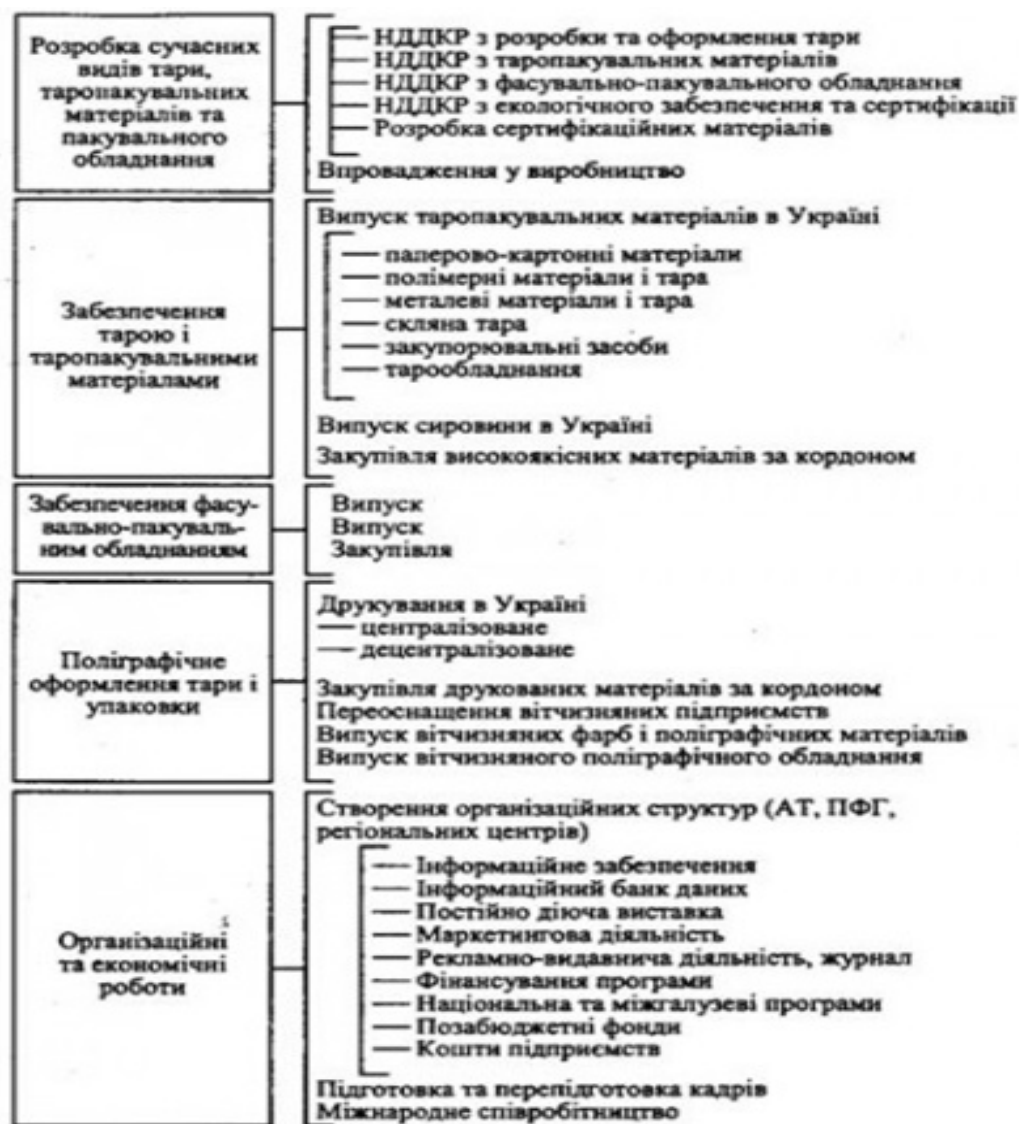 Розробка сучасних
видів тари,
таропакувальних
матеріалів та
пакувального
обладнання
НДДКР з розробки та оформлення тари
НДДКР з таропакувальних матеріалів
НДДКР з фасувально-пакувального обладнання
НДДКР з екологічного забезпечення та сертифікації
Розробка сертифікаційних матеріалів
Впровадження у виробництво
Забезпечення
тарою і
таропакувальними
матеріалами
Випуск таропакувальних матеріалів в Україні
паперово-картонні матеріали
полімерні матеріали і тара
металеві матеріали і тара
скляна тара
закупорювальні засоби
тарообладнання
Випуск сировини в Україні
Закупівля високоякісних матеріалів за кордоном
Забезпечення фасу-
вально-пакуваль-
ним обладнанням
Випуск
Випуск
Закупівля
Поліграфічне
оформлення тари і
упаковки
Друкування в Україні
— централізоване
— децентралізоване
Закупівля друкованих матеріалів за кордоном
Переоснащення вітчизняних підприємств
Випуск вітчизняних фарб і поліграфічних матеріалів
Випуск вітчизняного поліграфічного обладнання
Організаційні
та економічні
роботи
Створення організаційних структур (АТ, ПФГ,
регіональних центрів)
Інформаційне забезпечення
Інформаційний банк даних
Постійно діюча виставка
Маркетингова діяльність
Рекламно-видавнича діяльність, журнал
Фінансування програми
Національна та міжгалузеві програми
Позабюджетні фонди
Кошти підприємств
Підготовка та перепідготовка кадрів
Міжнародне співробітництво